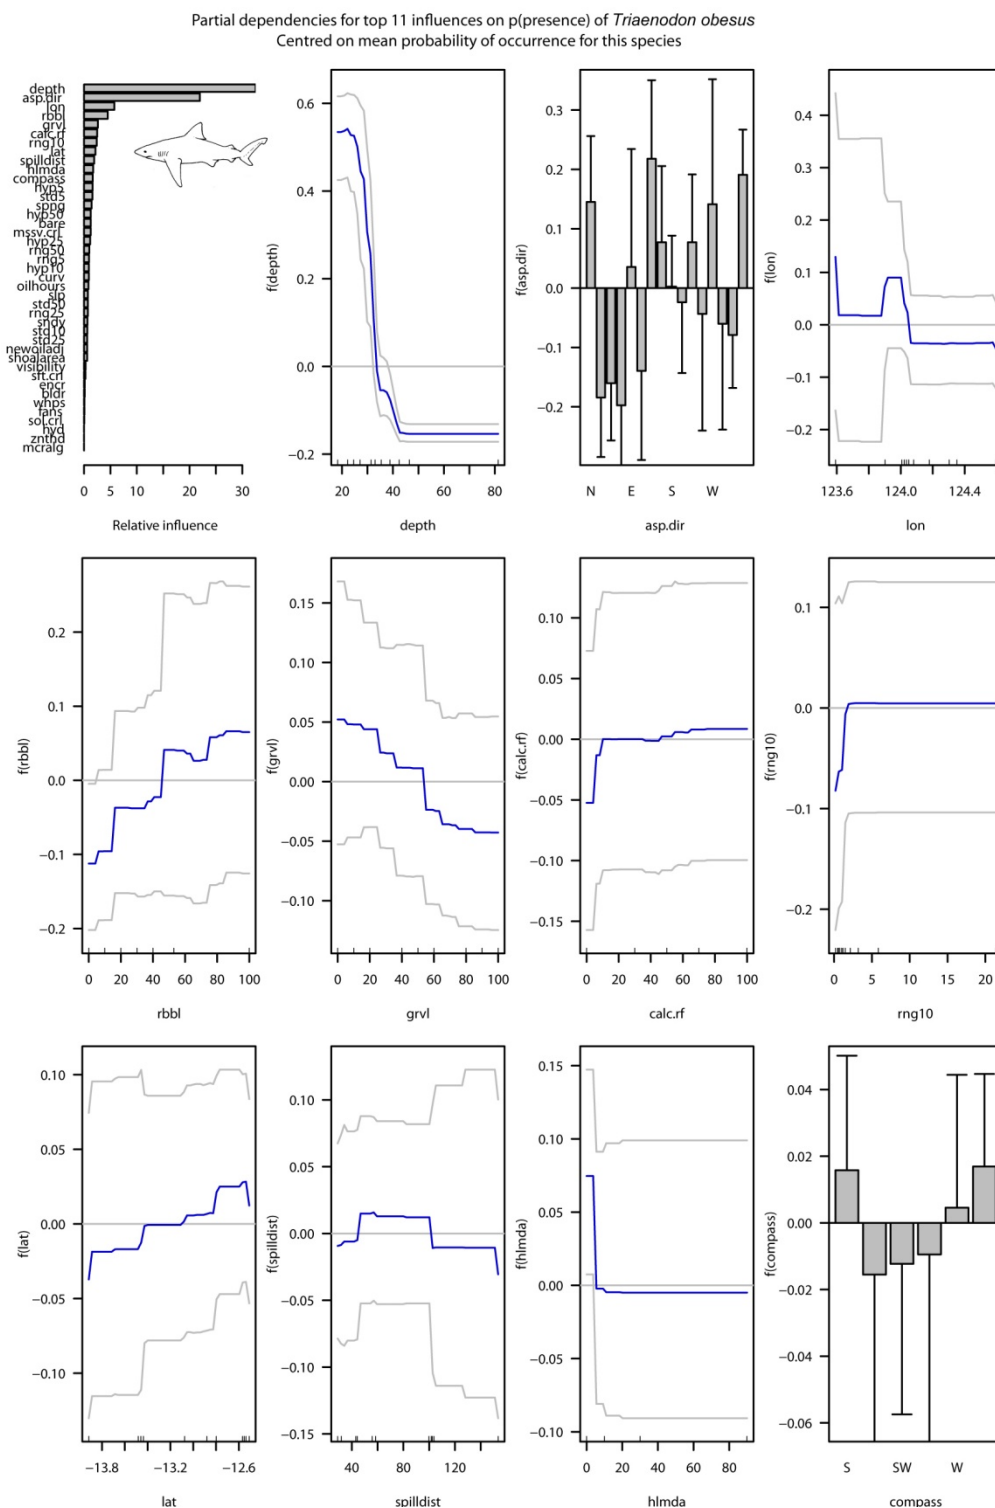 Partial dependencies for top 11 influences on p(presence) of Triaenodon obesus
Centred on mean probability of occurrence for this species
depth
asp.dir
lon
rbbl
grvl
calc.rf
rng10
lat
spilldist
hlmda
compass
hyp5
std5
spng
hyp50
bare
mssv.crl
hyp25
rng50
rng5
hyp10
curv
oilhours
slp
std50
rng25
sndy
std10
std25
newoiladj
shoalarea
visibility
sft.crl
encr
bldr
whps
fans
sol.crl
hyd
znthd
mcralg
0 5 10 20 30
Relative influence
f(depth)
0.6
0.4
0.2
0.0
−0.2
20 40 60 80
depth
f(asp.dir)
0.3
0.2
0.1
0.0
−0.1
−0.2
N E S W
asp.dir
f(lon)
0.4
0.3
0.2
0.1
0.0
−0.1
−0.2
123.6 124.0 124.4
lon
f(rbbl)
0.2
0.1
0.0
−0.1
−0.2
0 20 40 60 80 100
rbbl
f(grvl)
0.15
0.10
0.05
0.00
−0.05
−0.10
0 20 40 60 80 100
grvl
f(calc.rf)
0.10
0.05
0.00
−0.05
−0.10
−0.15
0 20 40 60 80 100
calc.rf
f(rng10)
0.1
0.0
−0.1
−0.2
0 5 10 15 20
rng10
f(lat)
0.10
0.05
0.00
−0.05
−0.10
−13.8 −13.2 −12.6
lat
f(spilldist)
0.10
0.05
0.00
−0.05
−0.10
−0.15
40 80 120
spilldist
f(hlmda)
0.15
0.10
0.05
0.00
−0.05
−0.10
0 20 40 60 80
hlmda
f(compass)
0.04
0.02
0.00
−0.02
−0.04
−0.06
S SW W
compass